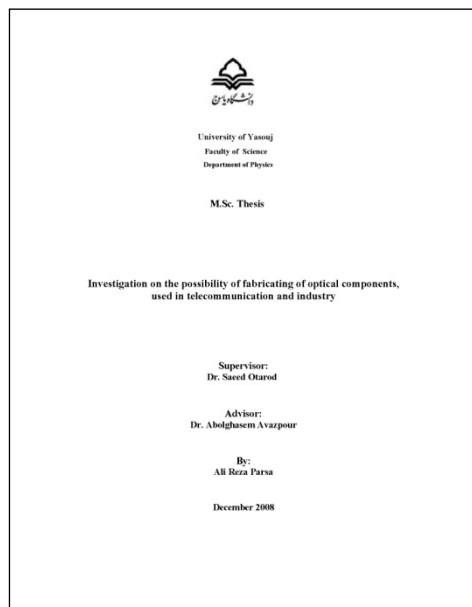 دانشگاه یاسوج
University of Yasouj
Faculty of Science
Department of Physics
M.Sc. Thesis
Investigation on the possibility of fabricating of optical components,
used in telecommunication and industry
Supervisor:
Dr. Saeed Otarod
Advisor:
Dr. Abolghasem Avazpour
By:
Ali Reza Parsa
December 2008